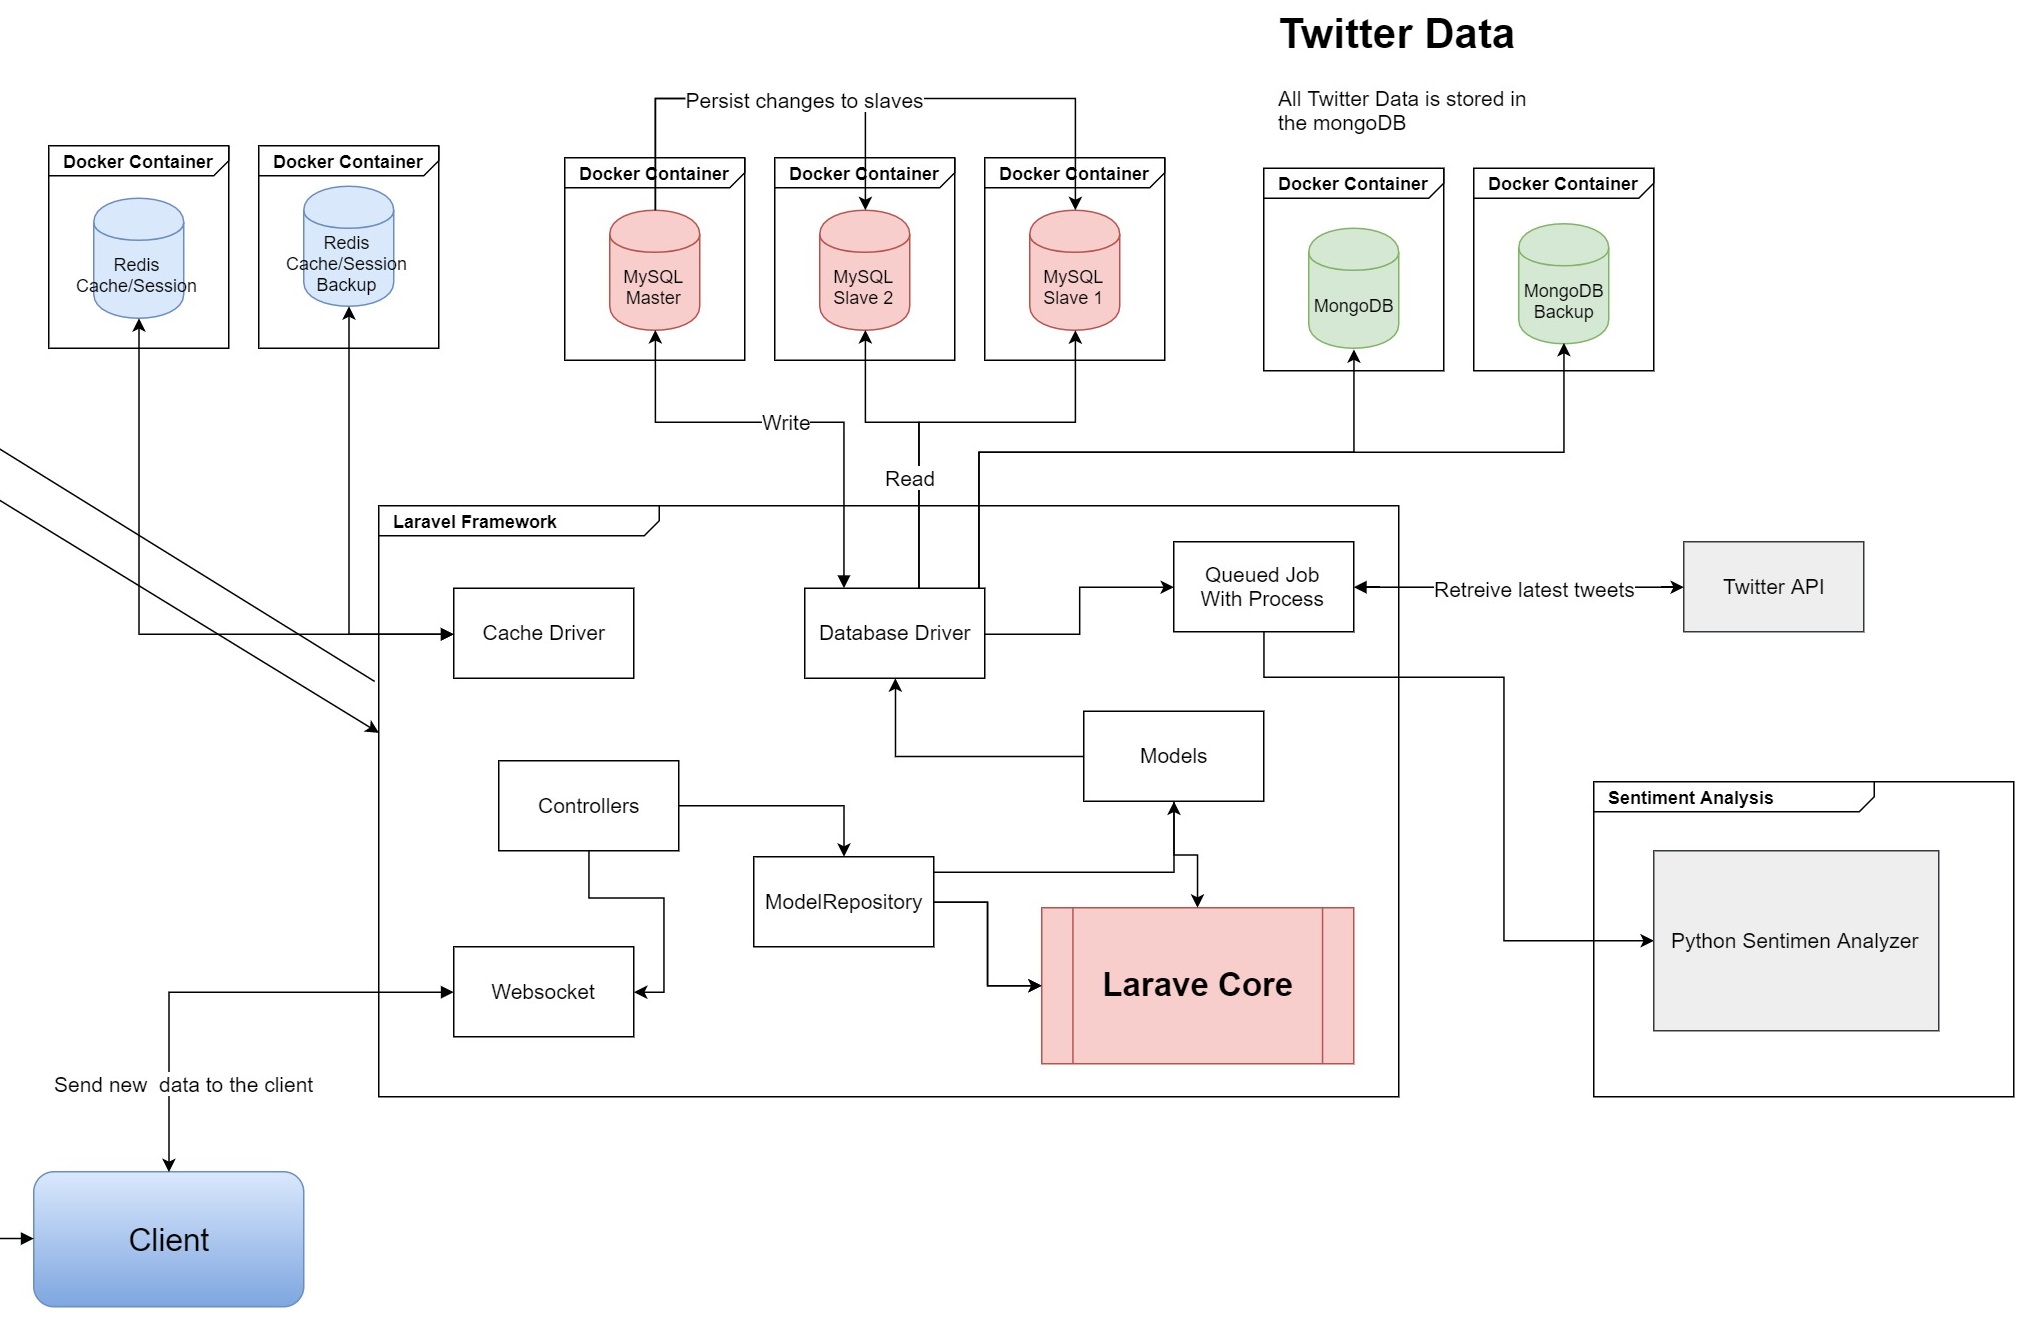 Twitter Data
All Twitter Data is stored in
the mongoDB
Persist changes to slaves
Docker Container
Redis
Cache/Session
Docker Container
Redis
Cache/Session
Backup
Docker Container
MySQL
Master
Docker Container
MySQL
Slave 2
Docker Container
MySQL
Slave 1
Docker Container
MongoDB
Docker Container
MongoDB
Backup
Write
Read
Laravel Framework
Cache Driver
Database Driver
Queued Job
With Process
Retreive latest tweets
Twitter API
Models
Controllers
ModelRepository
Websocket
Larave Core
Sentiment Analysis
Python Sentimen Analyzer
Send new  data to the client
Client